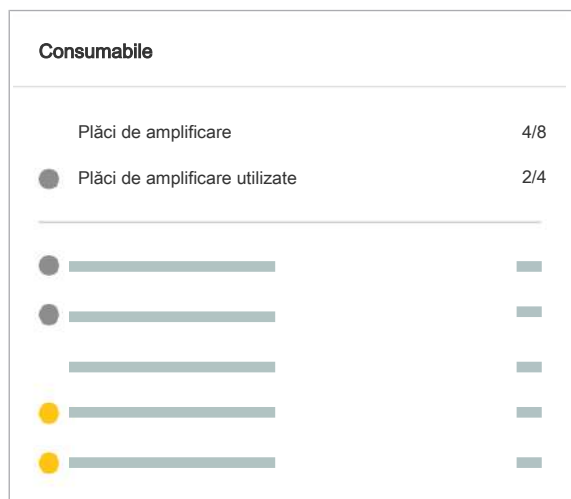 Consumabile
Plăci de amplificare 4/8
Plăci de amplificare utilizate 2/4